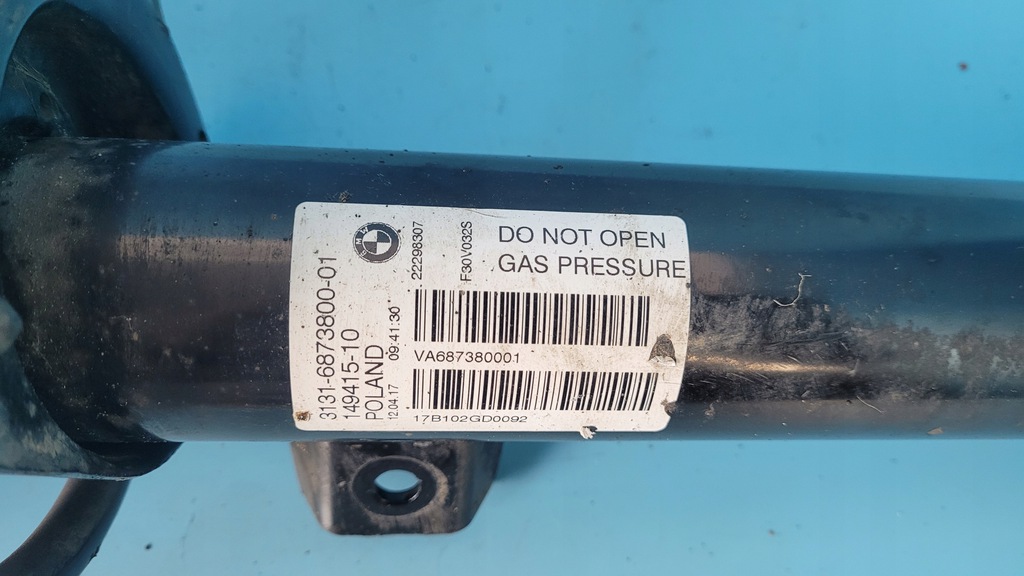 BMW
3131-6873800-01
149415-10
POLAND
12.04.17 09:41:30
22298307
F30V032S
DO NOT OPEN
GAS PRESSURE
VA687380001
17B102GD0092